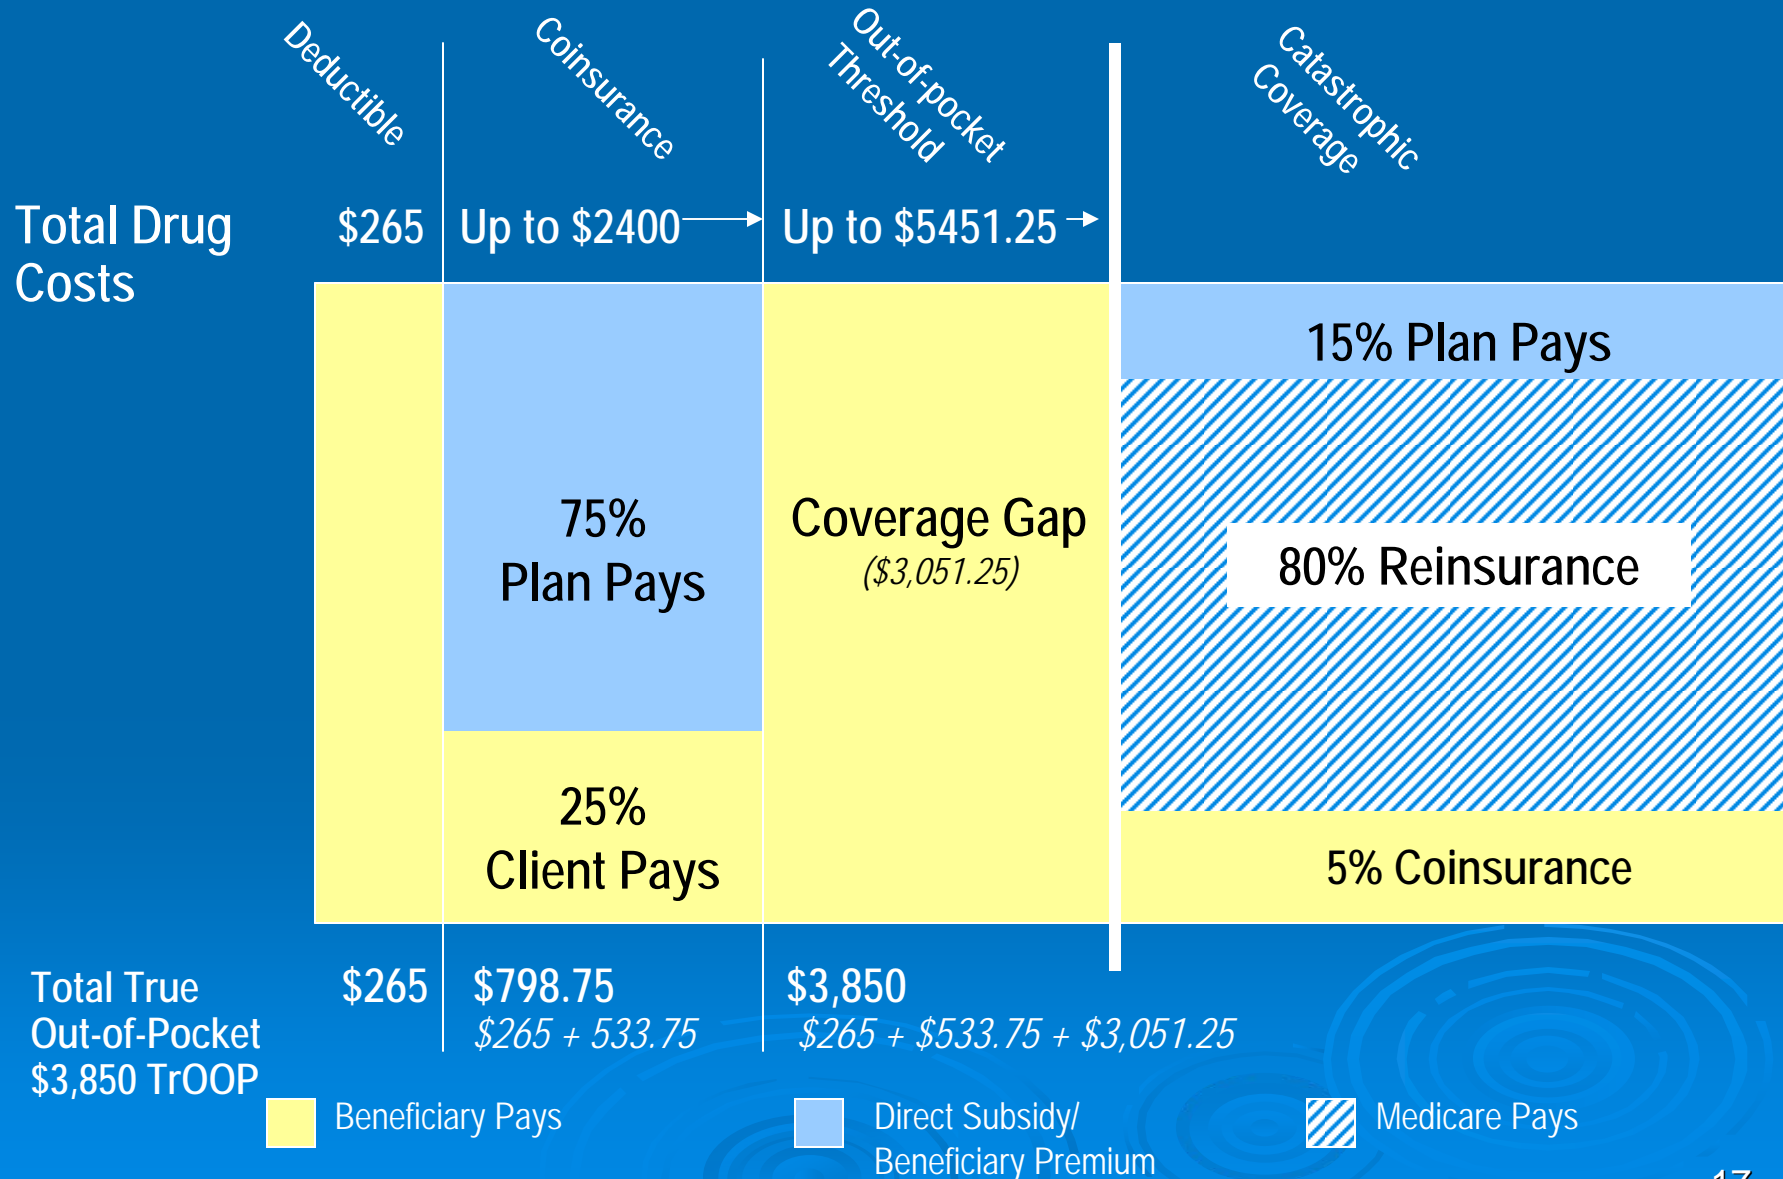 Deductible
Coinsurance
Out-of-pocket
Threshold
Catastrophic
Coverage
Total Drug
Costs
$265
Up to $2400
Up to $5451.25
15% Plan Pays
75%
Plan Pays
Coverage Gap
($3,051.25)
80% Reinsurance
25%
Client Pays
5% Coinsurance
Total True
Out-of-Pocket
$3,850 TrOOP
$265
$798.75
$265 + 533.75
$3,850
$265 + $533.75 + $3,051.25
Beneficiary Pays
Direct Subsidy/
Beneficiary Premium
Medicare Pays